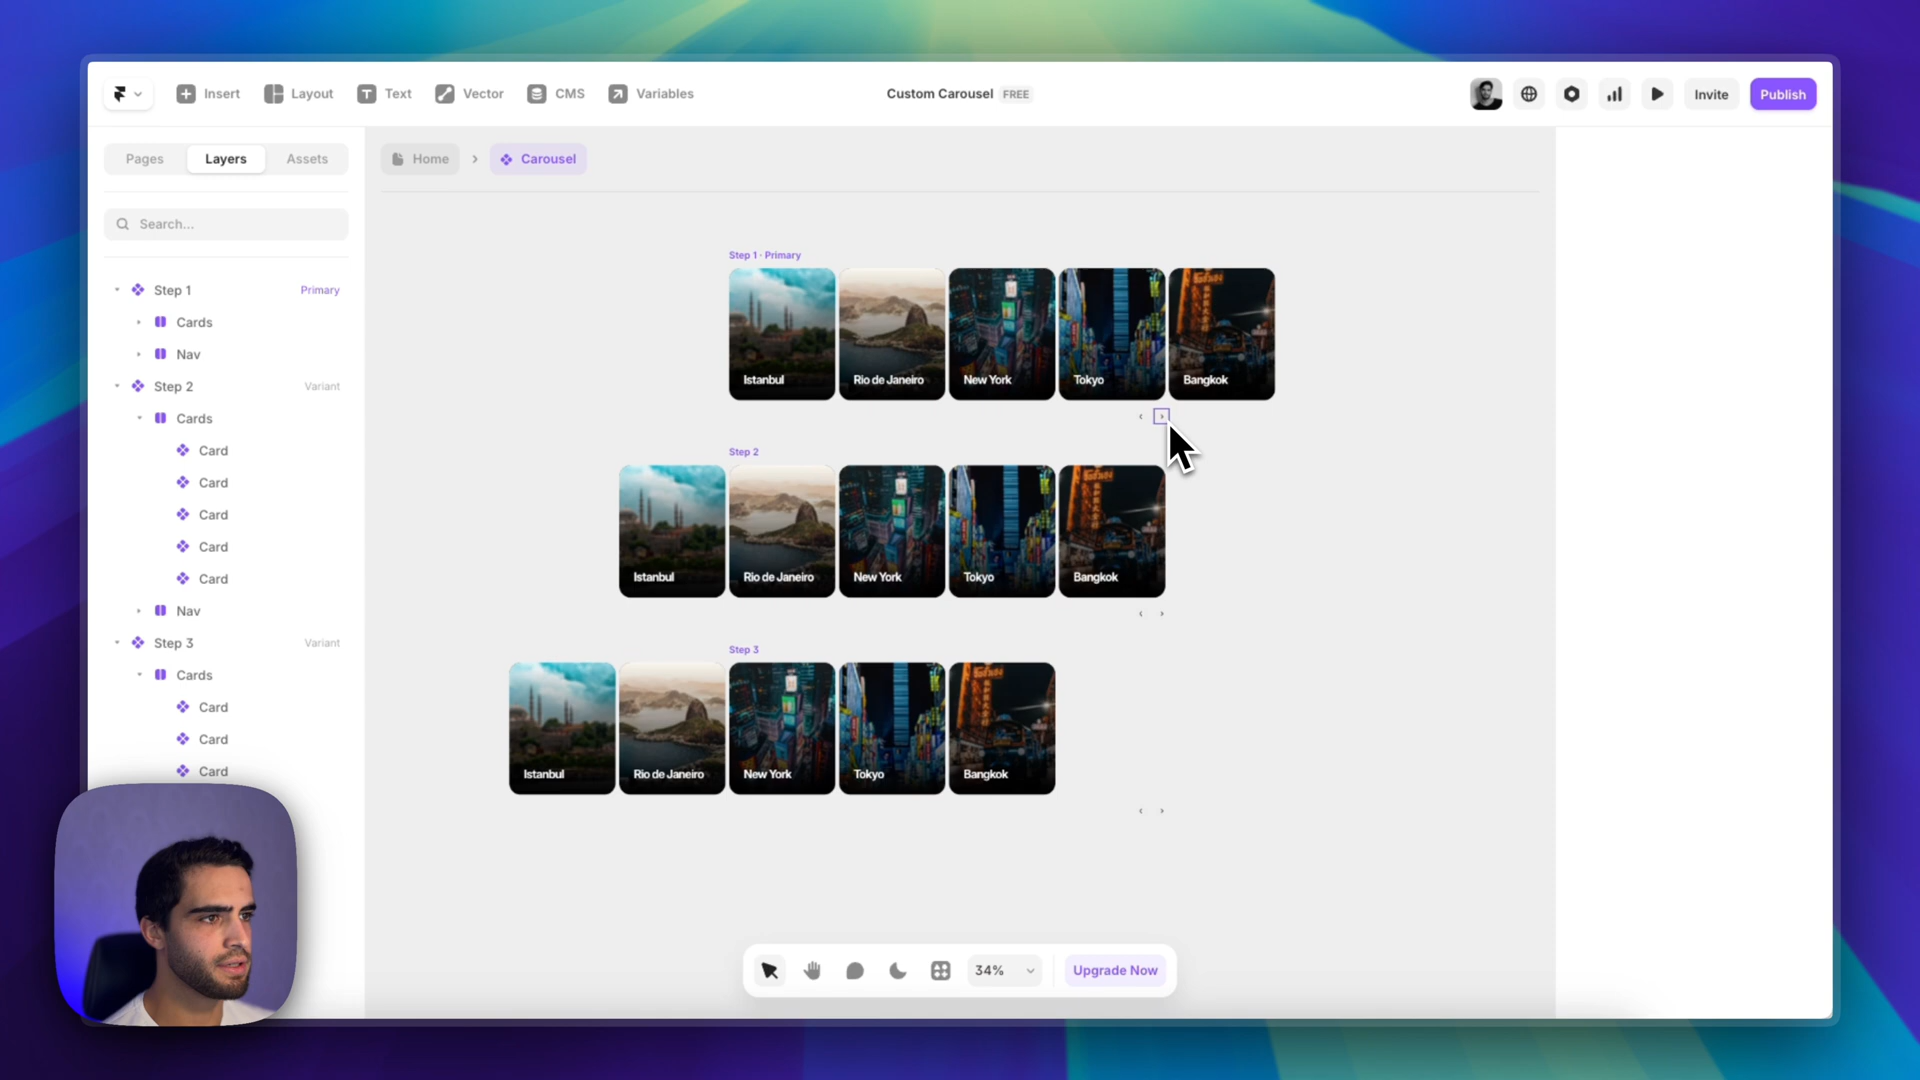 Insert
Layout
Text
Vector
CMS
Variables
Custom Carousel FREE
Invite
Publish
Pages
Layers
Assets
Home
Carousel
Search...
Step 1 Primary
Cards
Nav
Step 2 Variant
Cards
Card
Card
Card
Card
Card
Nav
Step 3 Variant
Cards
Card
Card
Card
Step 1 · Primary
Istanbul
Rio de Janeiro
New York
Tokyo
Bangkok
Step 2
Istanbul
Rio de Janeiro
New York
Tokyo
Bangkok
Step 3
Istanbul
Rio de Janeiro
New York
Tokyo
Bangkok
34%
Upgrade Now